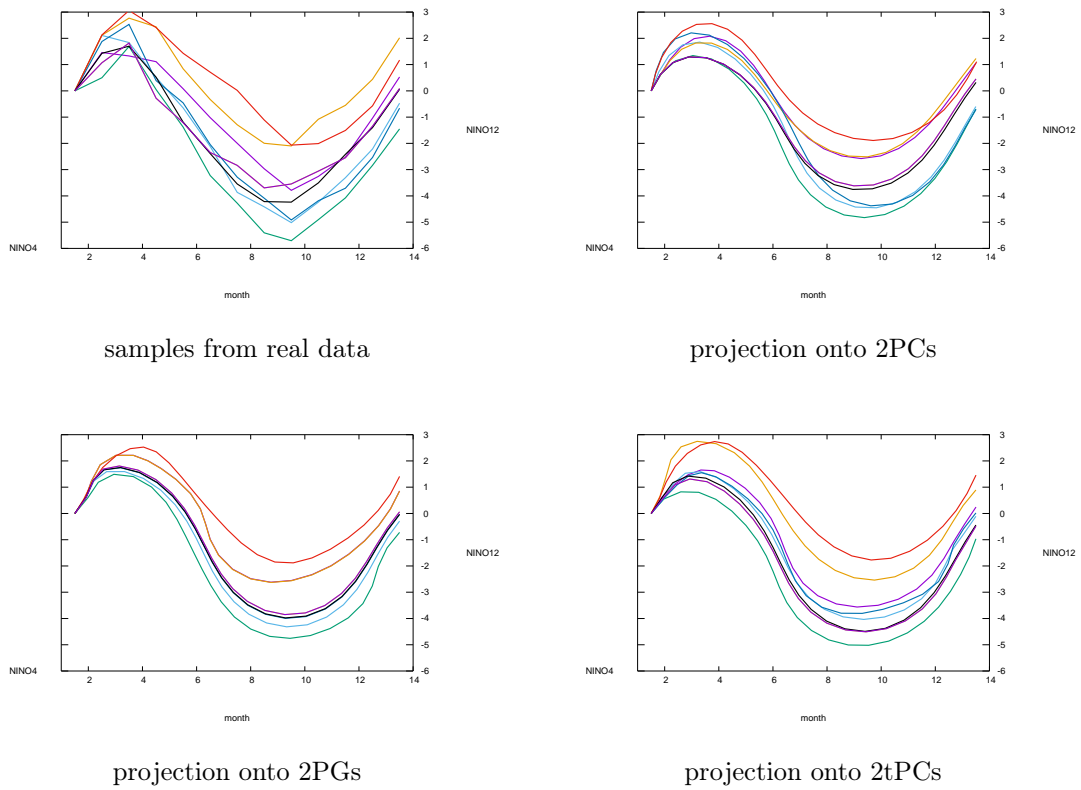 3
2
1
0
-1
-2
-3
-4
-5
-6
NINO12
NINO4
2 4 6 8 10 12 14
month
samples from real data
3
2
1
0
-1
-2
-3
-4
-5
-6
NINO12
NINO4
2 4 6 8 10 12 14
month
projection onto 2PCs
3
2
1
0
-1
-2
-3
-4
-5
-6
NINO12
NINO4
2 4 6 8 10 12 14
month
projection onto 2PGs
3
2
1
0
-1
-2
-3
-4
-5
-6
NINO12
NINO4
2 4 6 8 10 12 14
month
projection onto 2tPCs